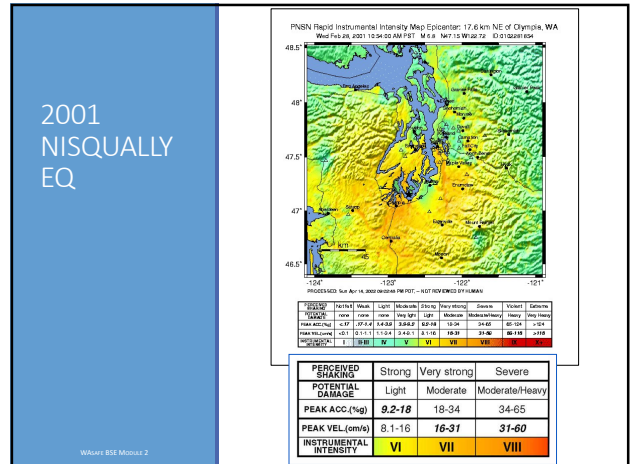 2001
NISQUALLY
EQ
WASAFE BSE MODULE 2
PNSN Rapid Instrumental Intensity Map Epicenter: 17.6 km NE of Olympia, WA
Wed Feb 28, 2001 10:54:00 AM PST M 6.8 N47.15 W122.72 ID:0102281854
48.5˚
48˚
47.5˚
47˚
46.5˚
km
45
-124˚ -123˚ -122˚ -121˚
PROCESSED: Sun Apr 14, 2002 09:02:48 PM PDT, -- NOT REVIEWED BY HUMAN
PERCEIVED SHAKING Not felt Weak Light Moderate Strong Very strong Severe Violent Extreme
POTENTIAL DAMAGE none none none Very light Light Moderate Moderate/Heavy Heavy Very Heavy
PEAK ACC.(%g) <.17 .17-1.4 1.4-3.9 3.9-9.2 9.2-18 18-34 34-65 65-124 >124
PEAK VEL.(cm/s) <0.1 0.1-1.1 1.1-3.4 3.4-8.1 8.1-16 16-31 31-60 60-116 >116
INSTRUMENTAL INTENSITY I II-III IV V VI VII VIII IX X+
PERCEIVED SHAKING Strong Very strong Severe
POTENTIAL DAMAGE Light Moderate Moderate/Heavy
PEAK ACC.(%g) 9.2-18 18-34 34-65
PEAK VEL.(cm/s) 8.1-16 16-31 31-60
INSTRUMENTAL INTENSITY VI VII VIII